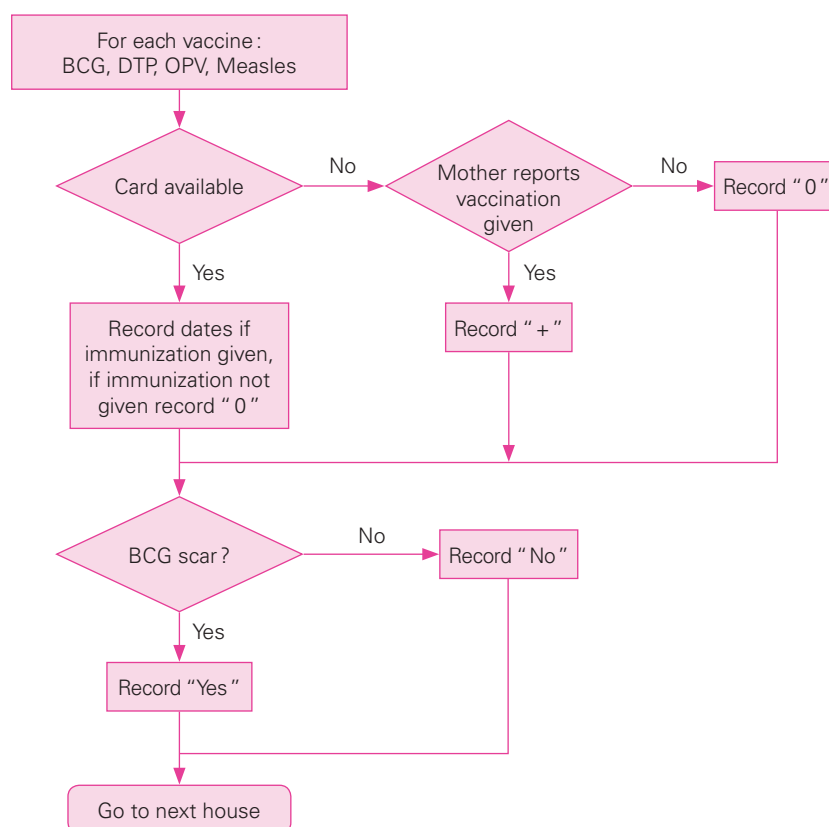 For each vaccine:
BCG, DTP, OPV, Measles
Card available
No
Mother reports
vaccination
given
No
Record "0"
Yes
Yes
Record dates if
immunization given,
if immunization not
given record "0"
Record "+"
BCG scar?
No
Record "No"
Yes
Record "Yes"
Go to next house